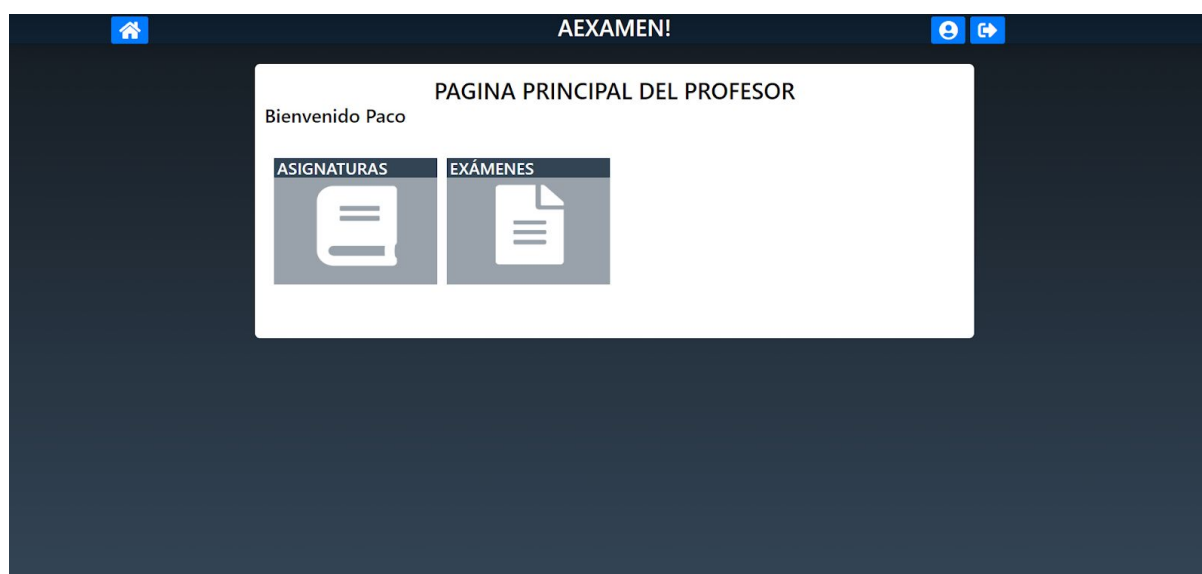 AEXAMEN!
PAGINA PRINCIPAL DEL PROFESOR
Bienvenido Paco
ASIGNATURAS
EXÁMENES